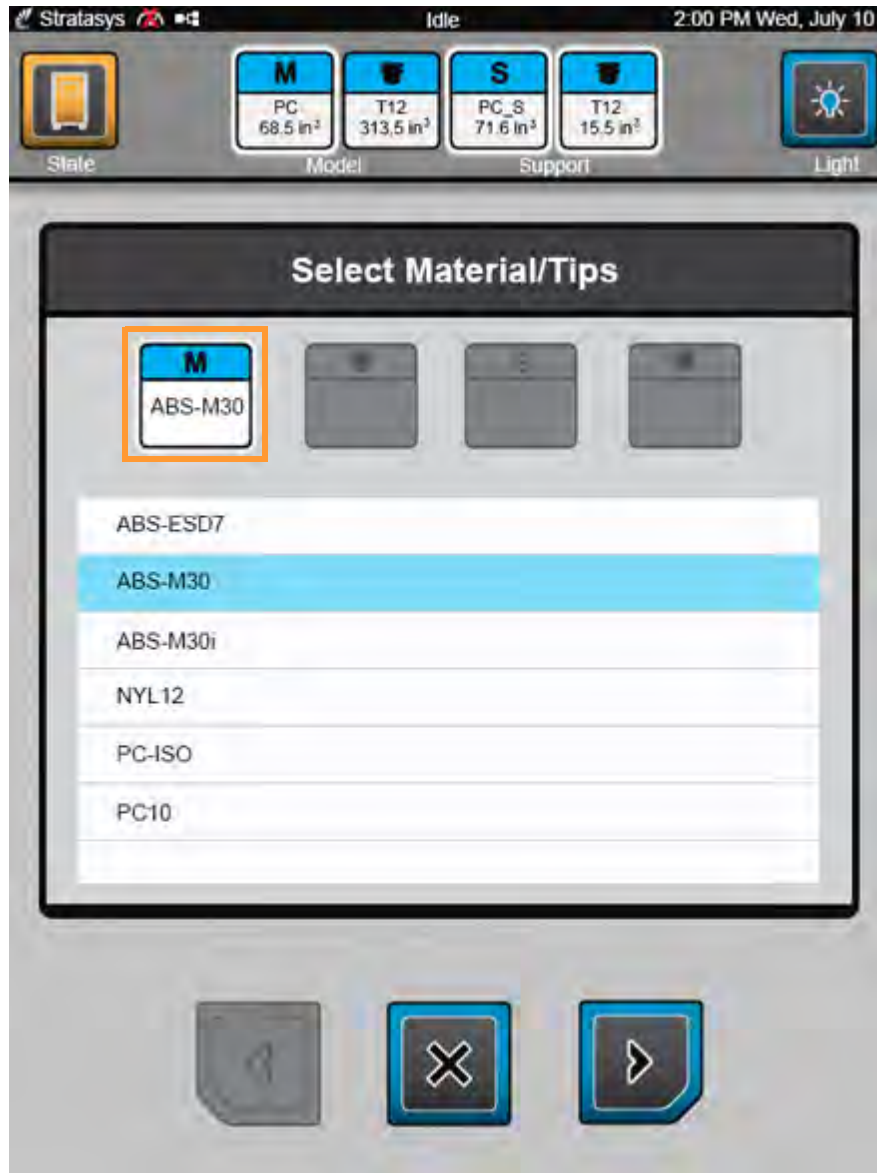 Stratasys Idle 2:00 PM Wed, July 10
M S
PC T12 PC_S T12
68.5 in³ 313.5 in³ 71.6 in³ 15.5 in³
State Model Support Light
Select Material/Tips
M S
ABS-M30
ABS-ESD7
ABS-M30
ABS-M30i
NYL12
PC-ISO
PC10